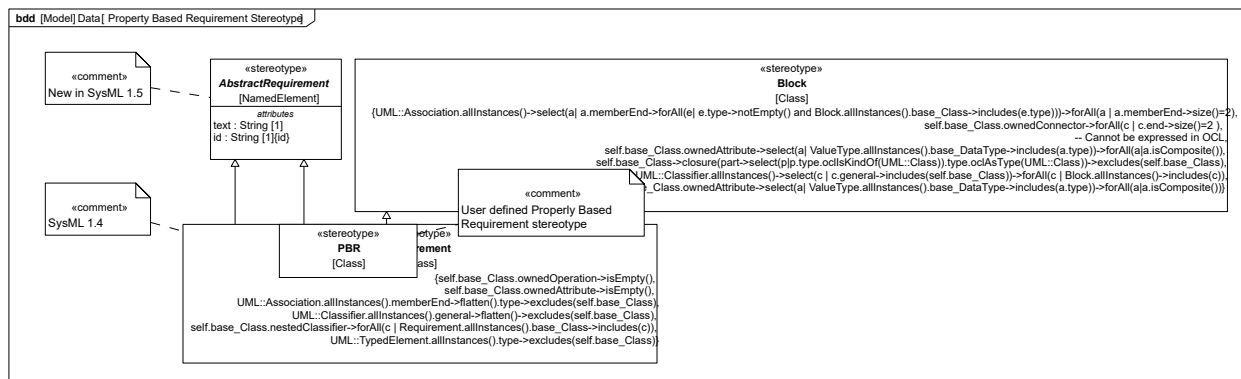 bdd [Model] Data[ Property Based Requirement Stereotype]
«comment»
New in SysML 1.5
«stereotype»
AbstractRequirement
[NamedElement]
attributes
text : String [1]
id : String [1]{id}
«stereotype»
Block
[Class]
{UML::Association.allInstances()->select(a| a.memberEnd->forAll(e| e.type->notEmpty() and Block.allInstances().base_Class->includes(e.type)))->forAll(a | a.memberEnd->size()=2),
self.base_Class.ownedConnector->forAll(c | c.end->size()=2 ),
-- Cannot be expressed in OCL,
self.base_Class.ownedAttribute->select(a| ValueType.allInstances().base_DataType->includes(a.type))->forAll(a|a.isComposite()),
self.base_Class->closure(part->select(p|p.type.oclIsKindOf(UML::Class)).type.oclAsType(UML::Class))->excludes(self.base_Class),
UML::Classifier.allInstances()->select(c | c.general->includes(self.base_Class))->forAll(c | Block.allInstances()->includes(c)),
_Class.ownedAttribute->select(a| ValueType.allInstances().base_DataType->includes(a.type))->forAll(a|a.isComposite())}
«comment»
SysML 1.4
«comment»
User defined Properly Based
Requirement stereotype
«stereotype»
PBR
[Class]
otype»
rement
ass]
{self.base_Class.ownedOperation->isEmpty(),
self.base_Class.ownedAttribute->isEmpty(),
UML::Association.allInstances().memberEnd->flatten().type->excludes(self.base_Class),
UML::Classifier.allInstances().general->flatten()->excludes(self.base_Class),
self.base_Class.nestedClassifier->forAll(c | Requirement.allInstances().base_Class->includes(c)),
UML::TypedElement.allInstances().type->excludes(self.base_Class)}